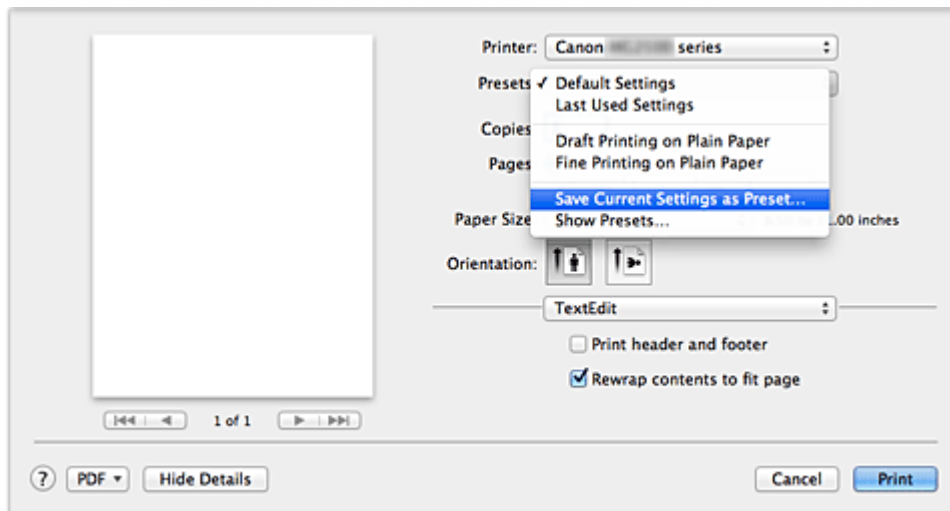 Printer: Canon series
Presets ✓ Default Settings
Last Used Settings
Copies
Draft Printing on Plain Paper
Pages Fine Printing on Plain Paper
Save Current Settings as Preset...
Paper Size Show Presets... .00 inches
Orientation:
TextEdit
Print header and footer
Rewrap contents to fit page
1 of 1
? PDF Hide Details Cancel Print